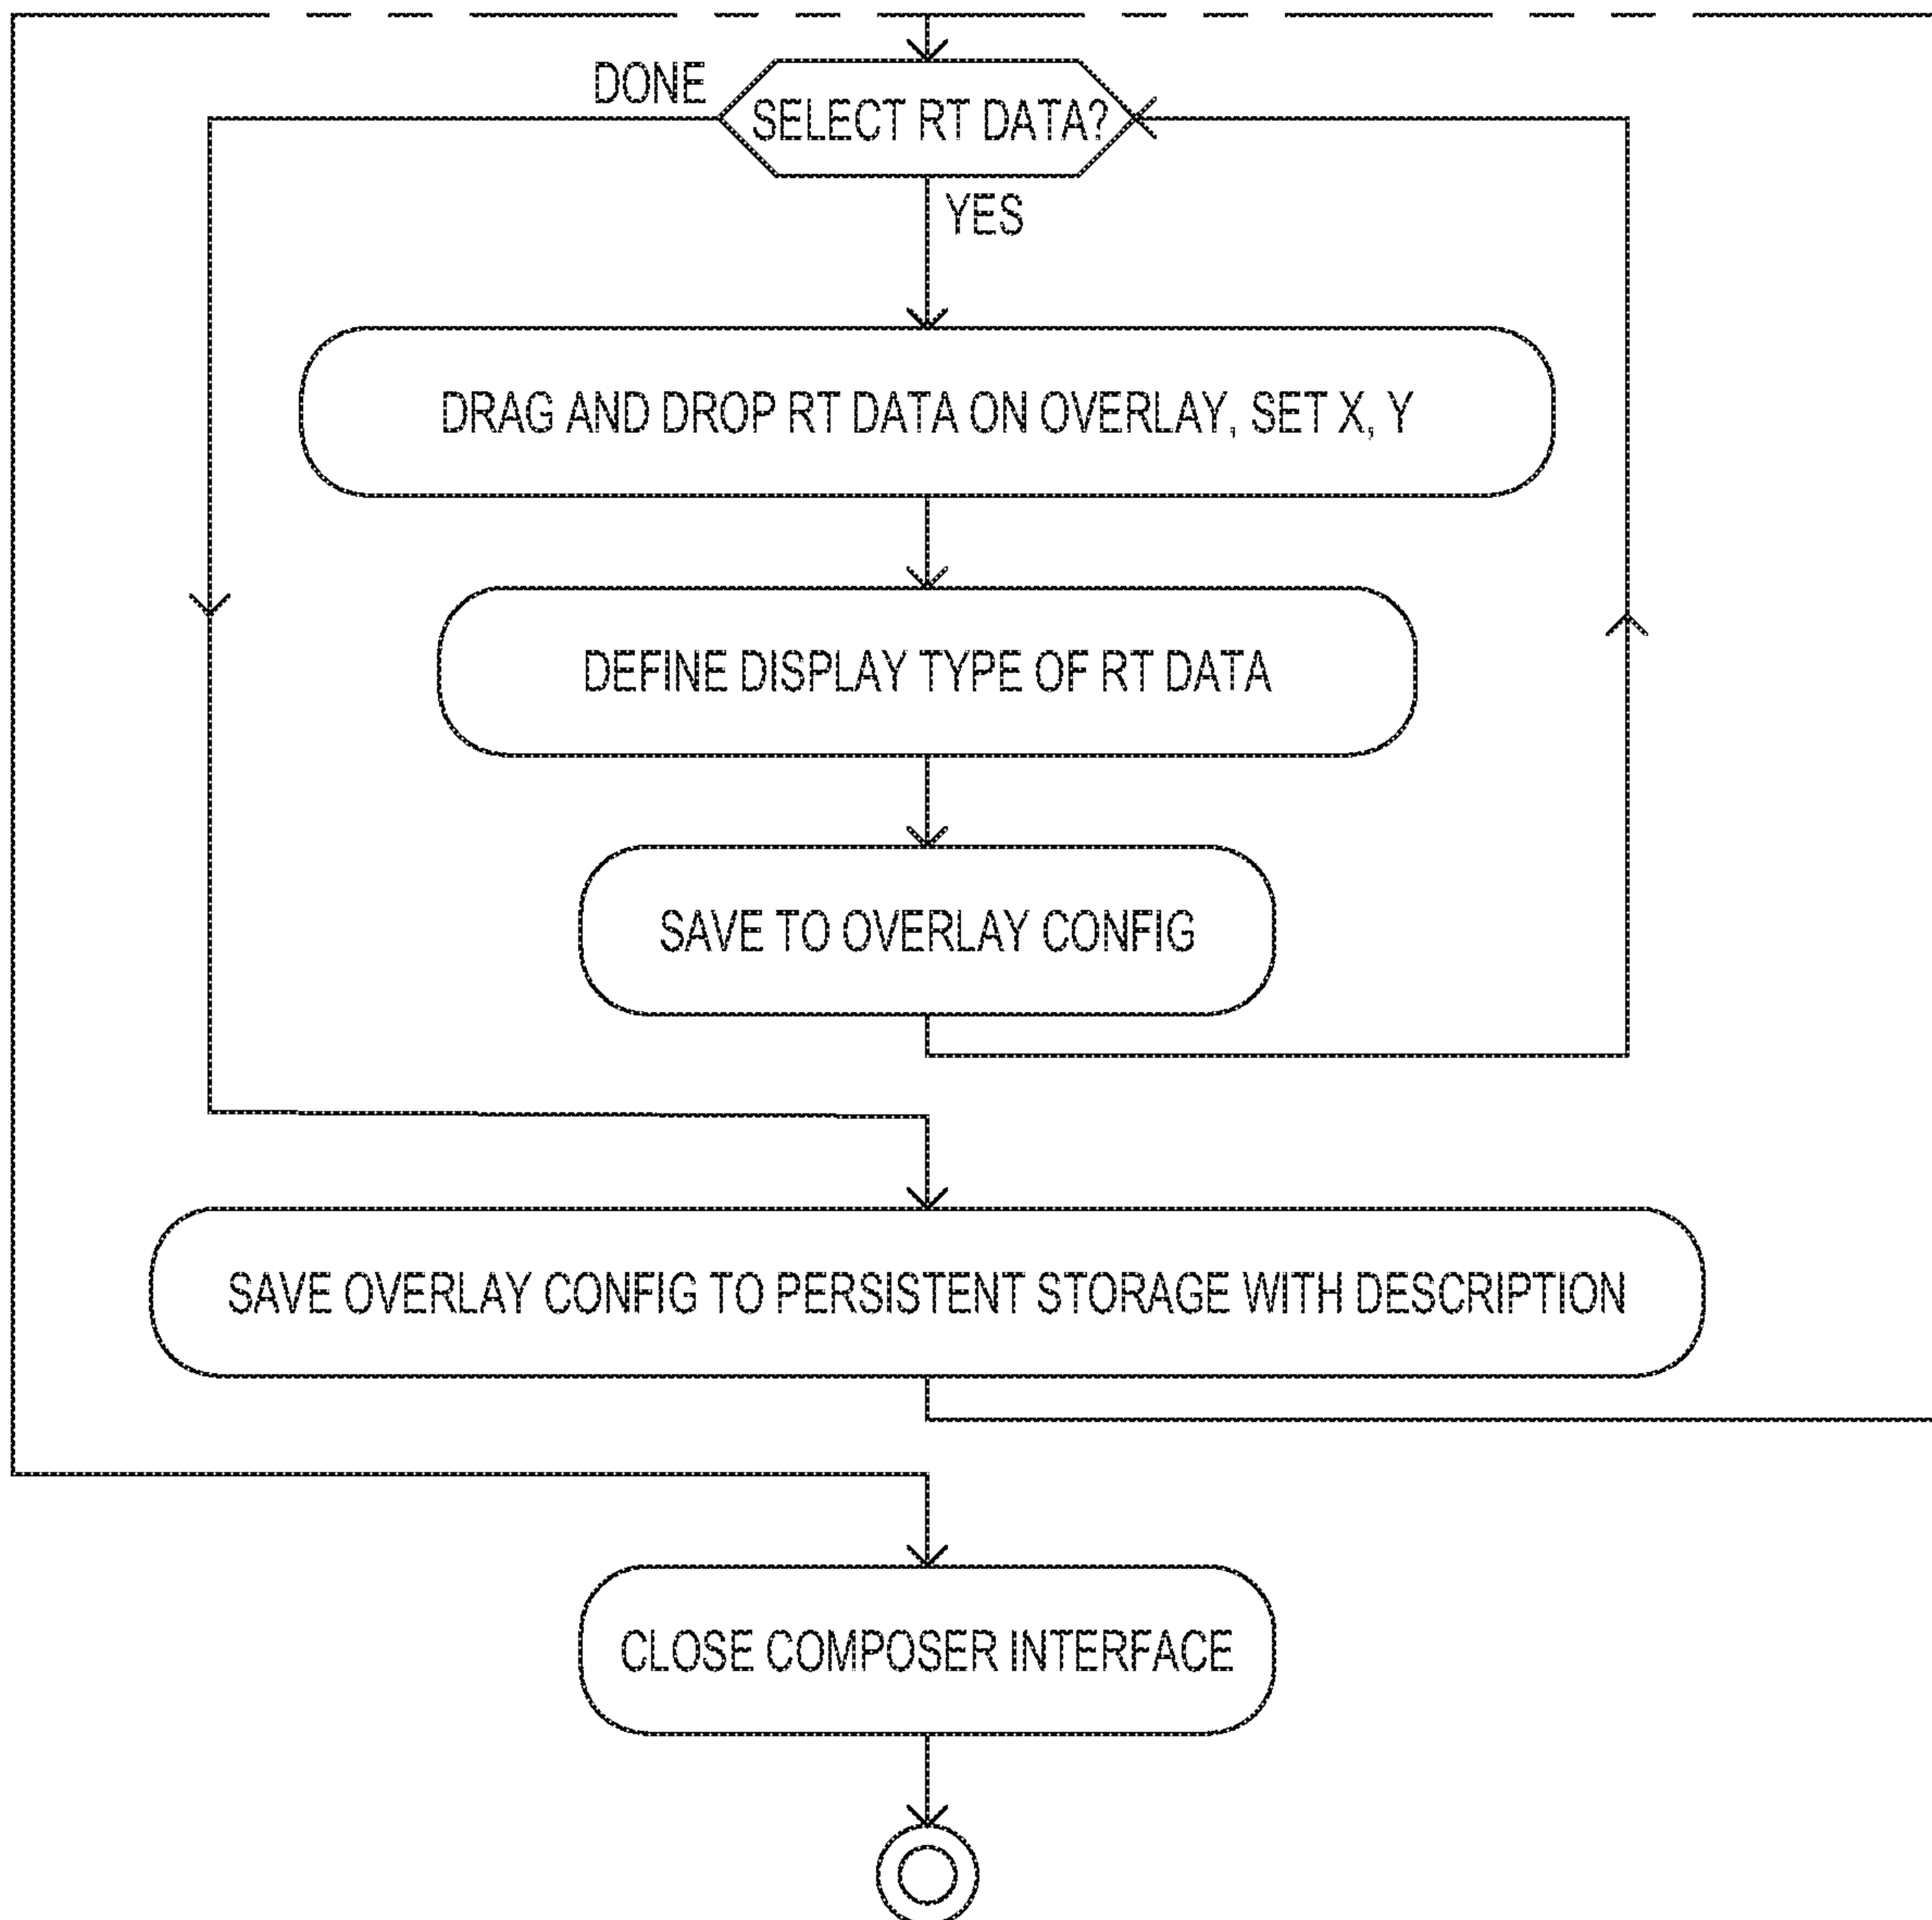 DONE
SELECT RT DATA?
YES
DRAG AND DROP RT DATA ON OVERLAY, SET X, Y
DEFINE DISPLAY TYPE OF RT DATA
SAVE TO OVERLAY CONFIG
SAVE OVERLAY CONFIG TO PERSISTENT STORAGE WITH DESCRIPTION
CLOSE COMPOSER INTERFACE